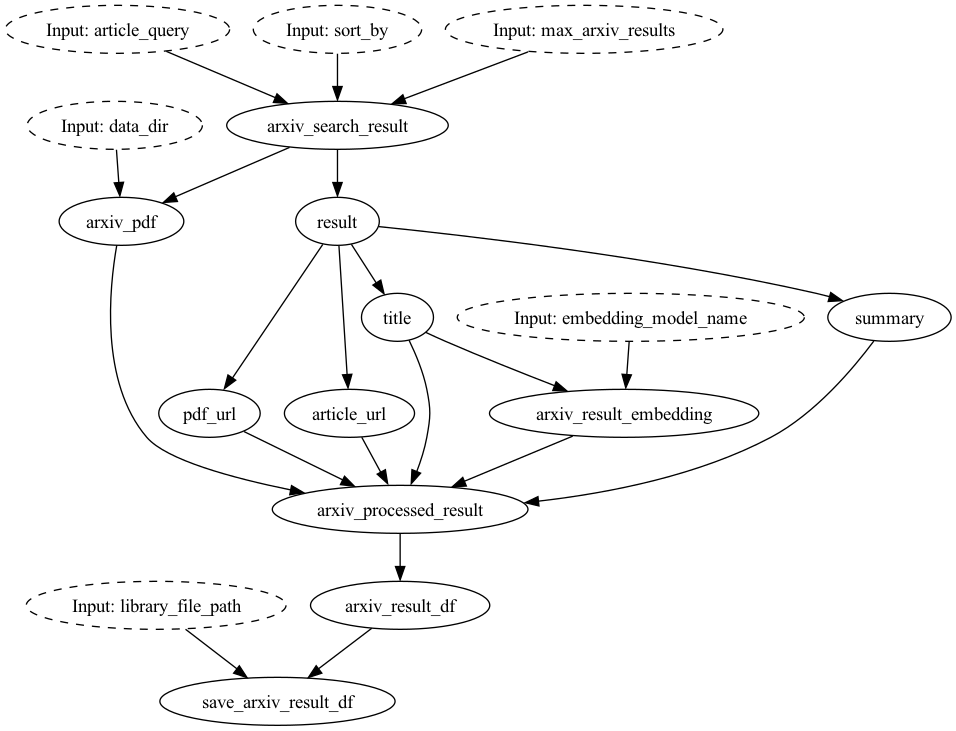 Input: article_query
Input: sort_by
Input: max_arxiv_results
Input: data_dir
arxiv_search_result
arxiv_pdf
result
title
Input: embedding_model_name
summary
pdf_url
article_url
arxiv_result_embedding
arxiv_processed_result
Input: library_file_path
arxiv_result_df
save_arxiv_result_df